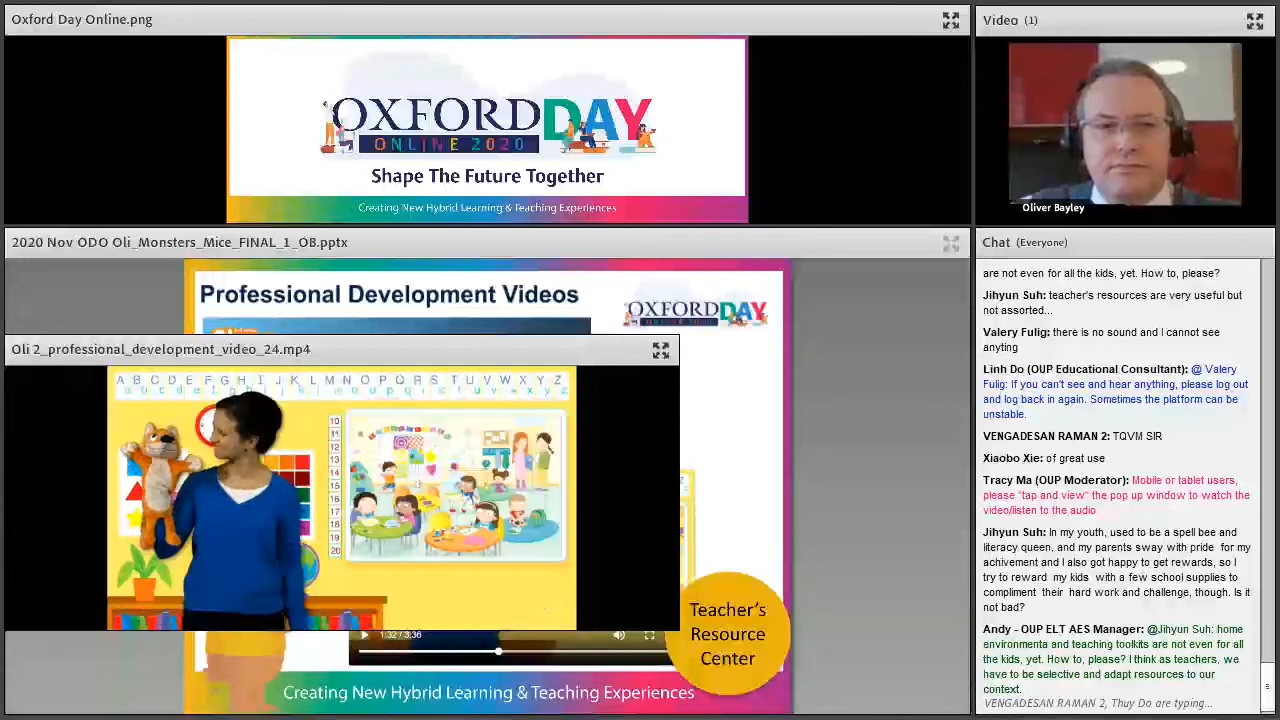 Oxford Day Online.png
OXFORD DAY
ONLINE 2020
Shape The Future Together
Creating New Hybrid Learning & Teaching Experiences
Video (1)
Oliver Bayley
2020 Nov ODO Oli_Monsters_Mice_FINAL_1_OB.pptx
Professional Development Videos
OXFORD DAY
Oli 2_professional_development_video_24.mp4
A B C D E F G H I J K L M N O P Q R S T U V W X Y Z
10
11
12
13
14
15
16
17
18
19
20
1:32 / 3:36
Teacher's
Resource
Center
Creating New Hybrid Learning & Teaching Experiences
Chat (Everyone)
are not even for all the kids, yet. How to, please?
Jihyun Suh: teacher's resources are very useful but
not assorted...
Valery Fulig: there is no sound and I cannot see
anyting
Linh Do (OUP Educational Consultant): @ Valery
Fulig: If you can't see and hear anything, please log out
and log back in again. Sometimes the platform can be
unstable.
VENGADESAN RAMAN 2: TQVM SIR
Xiaobo Xie: of great use
Tracy Ma (OUP Moderator): Mobile or tablet users,
please "tap and view" the pop up window to watch the
video/listen to the audio
Jihyun Suh: In my youth, used to be a spell bee and
literacy queen, and my parents sway with pride for my
achivement and I also got happy to get rewards, so I
try to reward my kids with a few school supplies to
compliment their hard work and challenge, though. Is it
not bad?
Andy - OUP ELT AES Manager: @Jihyun Suh: home
environmenta and teaching toolkits are not even for all
the kids, yet. How to, please? I think as teachers, we
have to be selective and adapt resources to our
context.
VENGADESAN RAMAN 2, Thuy Do are typing...